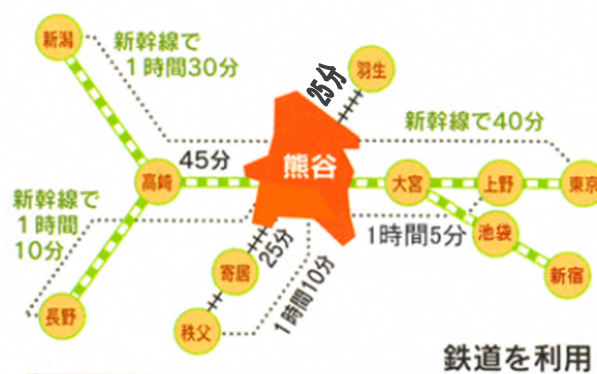 新潟
新幹線で
1時間30分
25分
羽生
新幹線で40分
45分
熊谷
高崎
大宮
上野
東京
新幹線で
1時間
10分
1時間5分
池袋
寄居
25分
新宿
長野
秩父
1時間10分
鉄道を利用